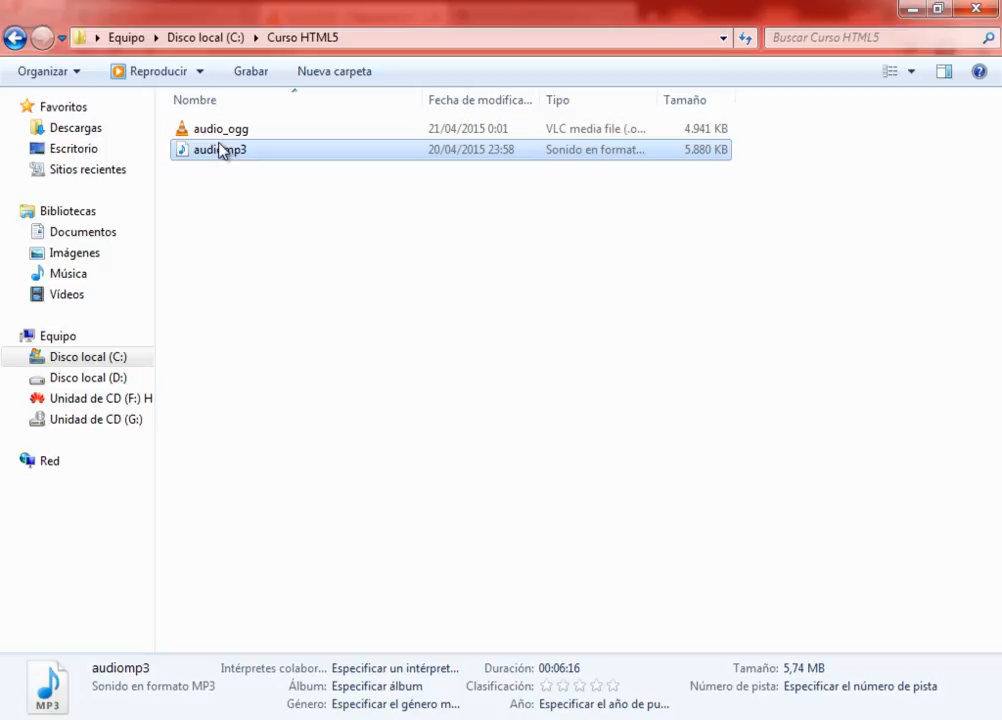 Equipo Disco local (C:) Curso HTML5 Buscar Curso HTML5
Organizar Reproducir Grabar Nueva carpeta
Nombre Fecha de modifica... Tipo Tamaño
audio_ogg 21/04/2015 0:01 VLC media file (.o... 4.941 KB
audiomp3 20/04/2015 23:58 Sonido en format... 5.880 KB
Favoritos
Descargas
Escritorio
Sitios recientes
Bibliotecas
Documentos
Imágenes
Música
Vídeos
Equipo
Disco local (C:)
Disco local (D:)
Unidad de CD (F:) H
Unidad de CD (G:)
Red
audiomp3 Intérpretes colabor... Especificar un intérpret... Duración: 00:06:16 Tamaño: 5,74 MB
Sonido en formato MP3 Álbum: Especificar álbum Clasificación: Número de pista: Especificar el número de pista
MP3 Género: Especificar el género m... Año: Especificar el año de pu...